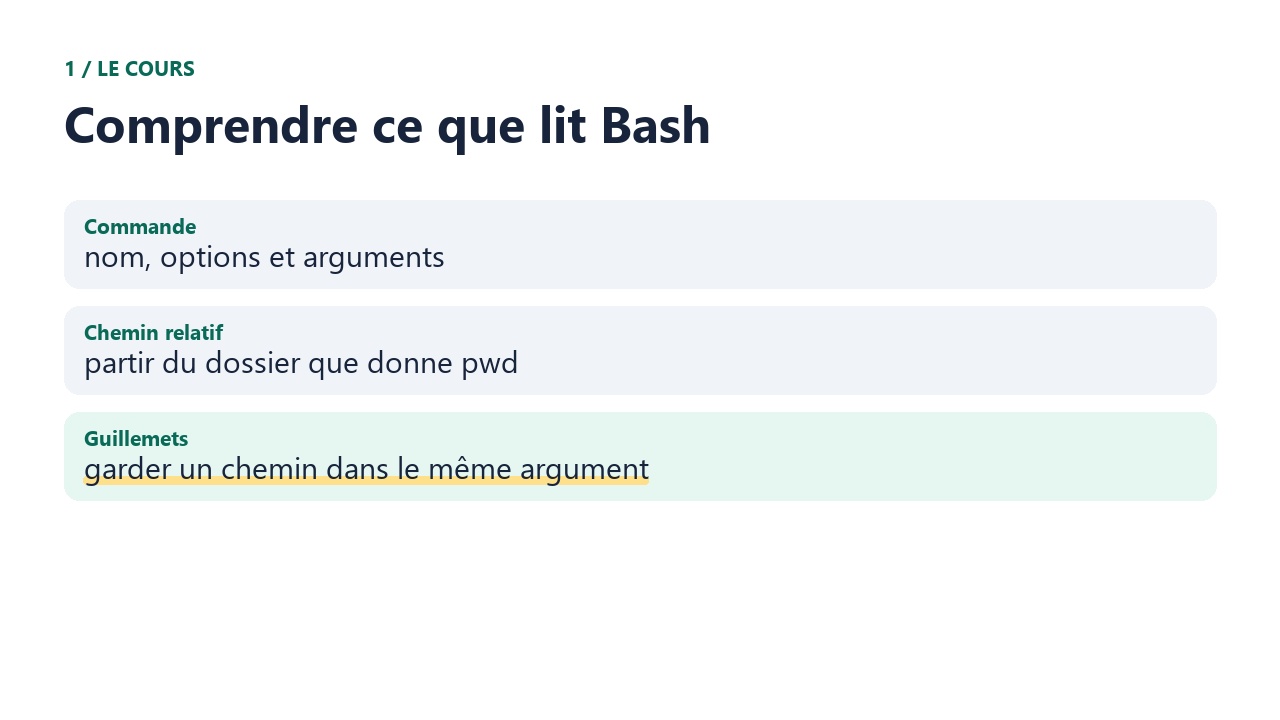 1 / LE COURS
Comprendre ce que lit Bash
Commande
nom, options et arguments
Chemin relatif
partir du dossier que donne pwd
Guillemets
garder un chemin dans le même argument